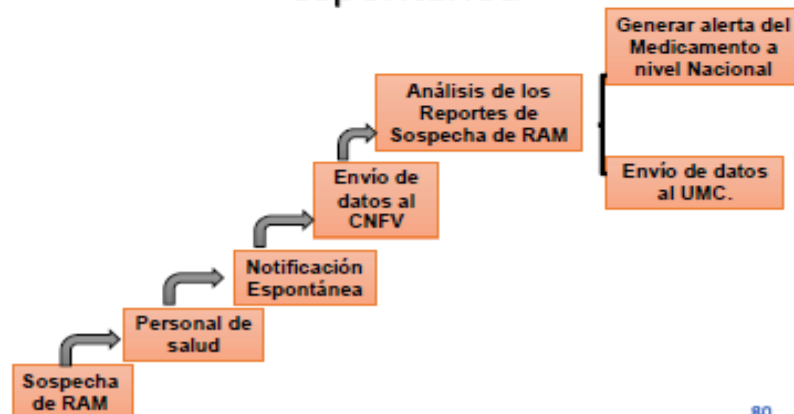 Generar alerta del
Medicamento a
nivel Nacional
Análisis de los
Reportes de
Sospecha de RAM
Envío de datos
al UMC.
Envío de
datos al
CNFV
Notificación
Espontánea
Personal de
salud
Sospecha
de RAM
80